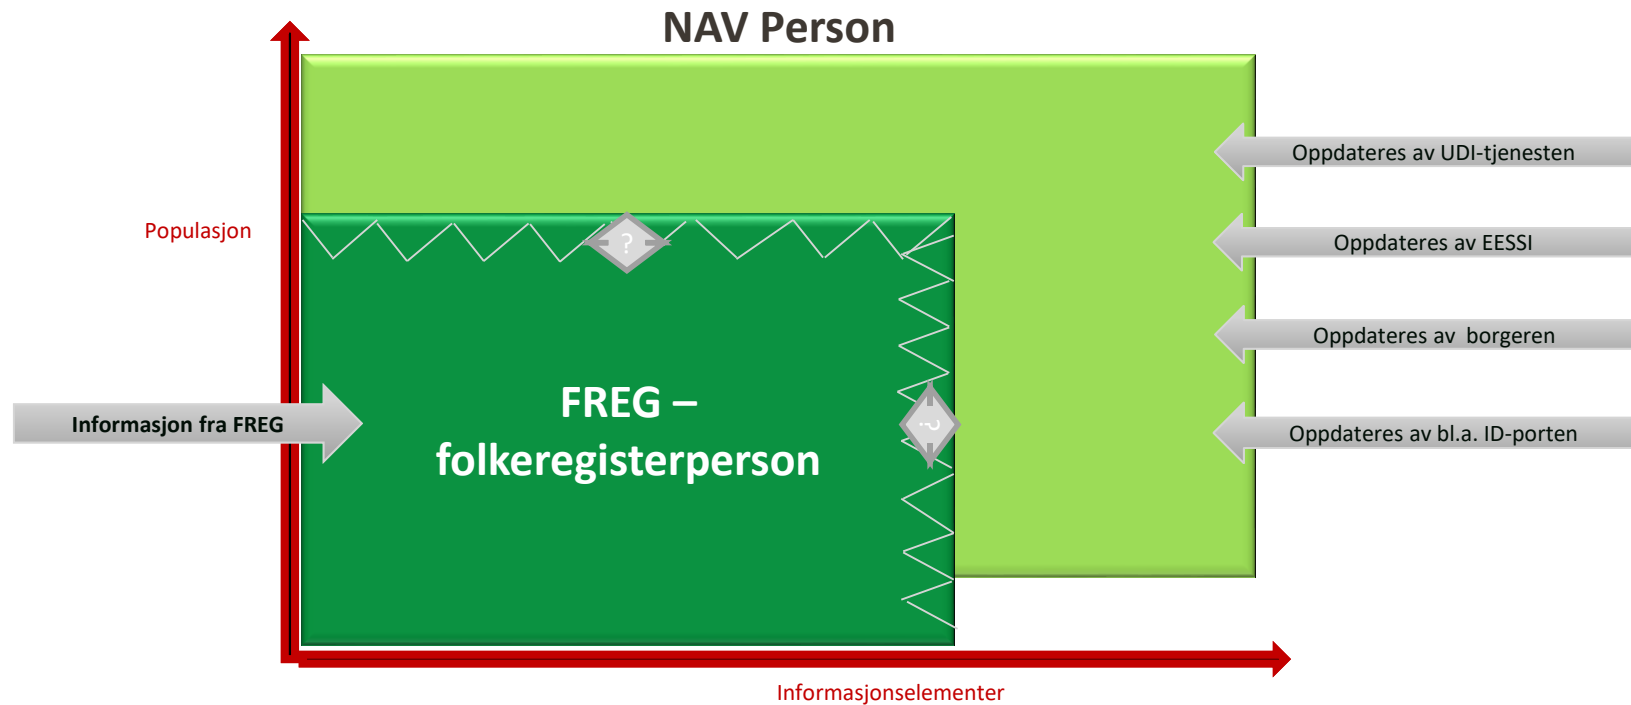 NAV Person
Oppdateres av UDI-tjenesten
Populasjon
?
Oppdateres av EESSI
Oppdateres av  borgeren
Informasjon fra FREG
FREG –
folkeregisterperson
?
Oppdateres av bl.a. ID-porten
Informasjonselementer